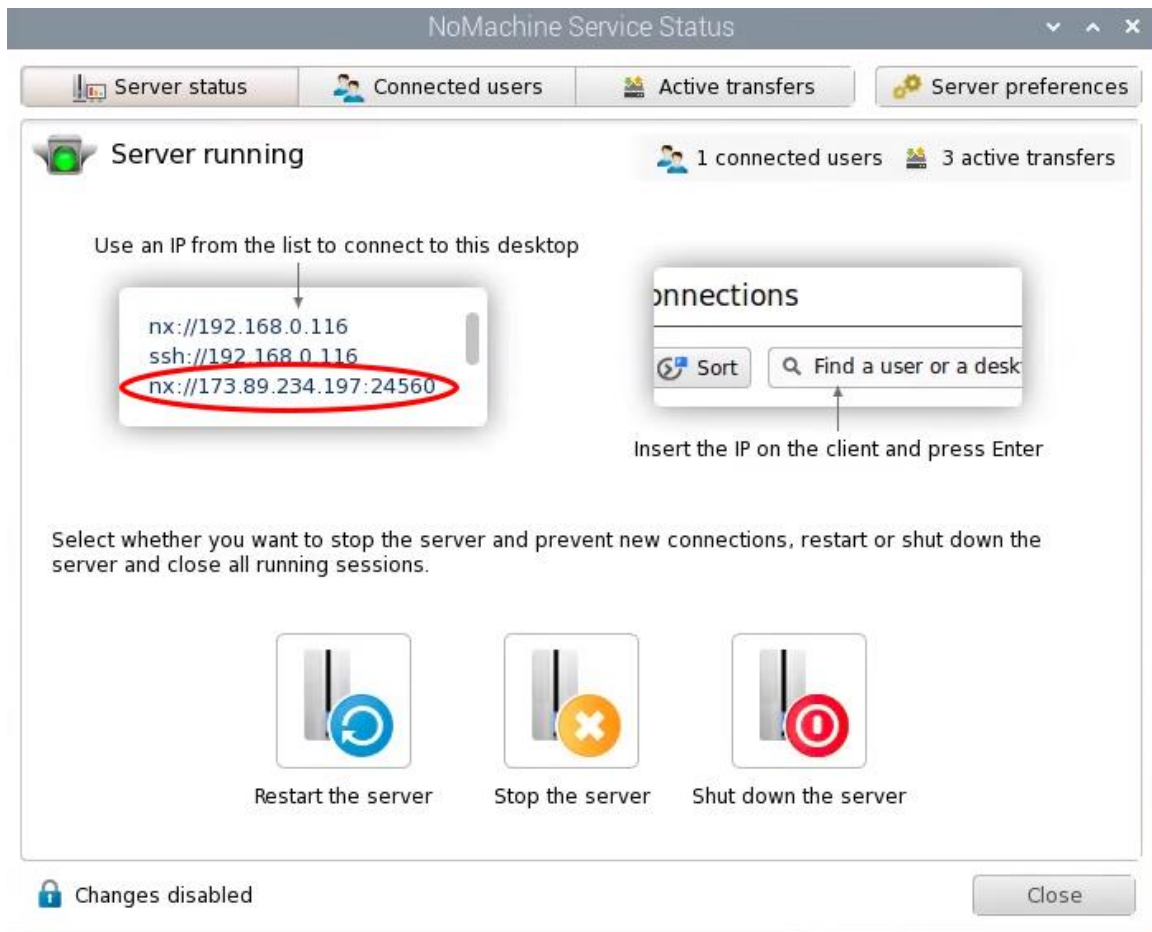 NoMachine Service Status
Server status
Connected users
Active transfers
Server preferences
Server running
1 connected users
3 active transfers
Use an IP from the list to connect to this desktop
nx://192.168.0.116
ssh://192.168.0.116
nx://173.89.234.197:24560
onnections
Sort
Find a user or a desk
Insert the IP on the client and press Enter
Select whether you want to stop the server and prevent new connections, restart or shut down the
server and close all running sessions.
Restart the server
Stop the server
Shut down the server
Changes disabled
Close